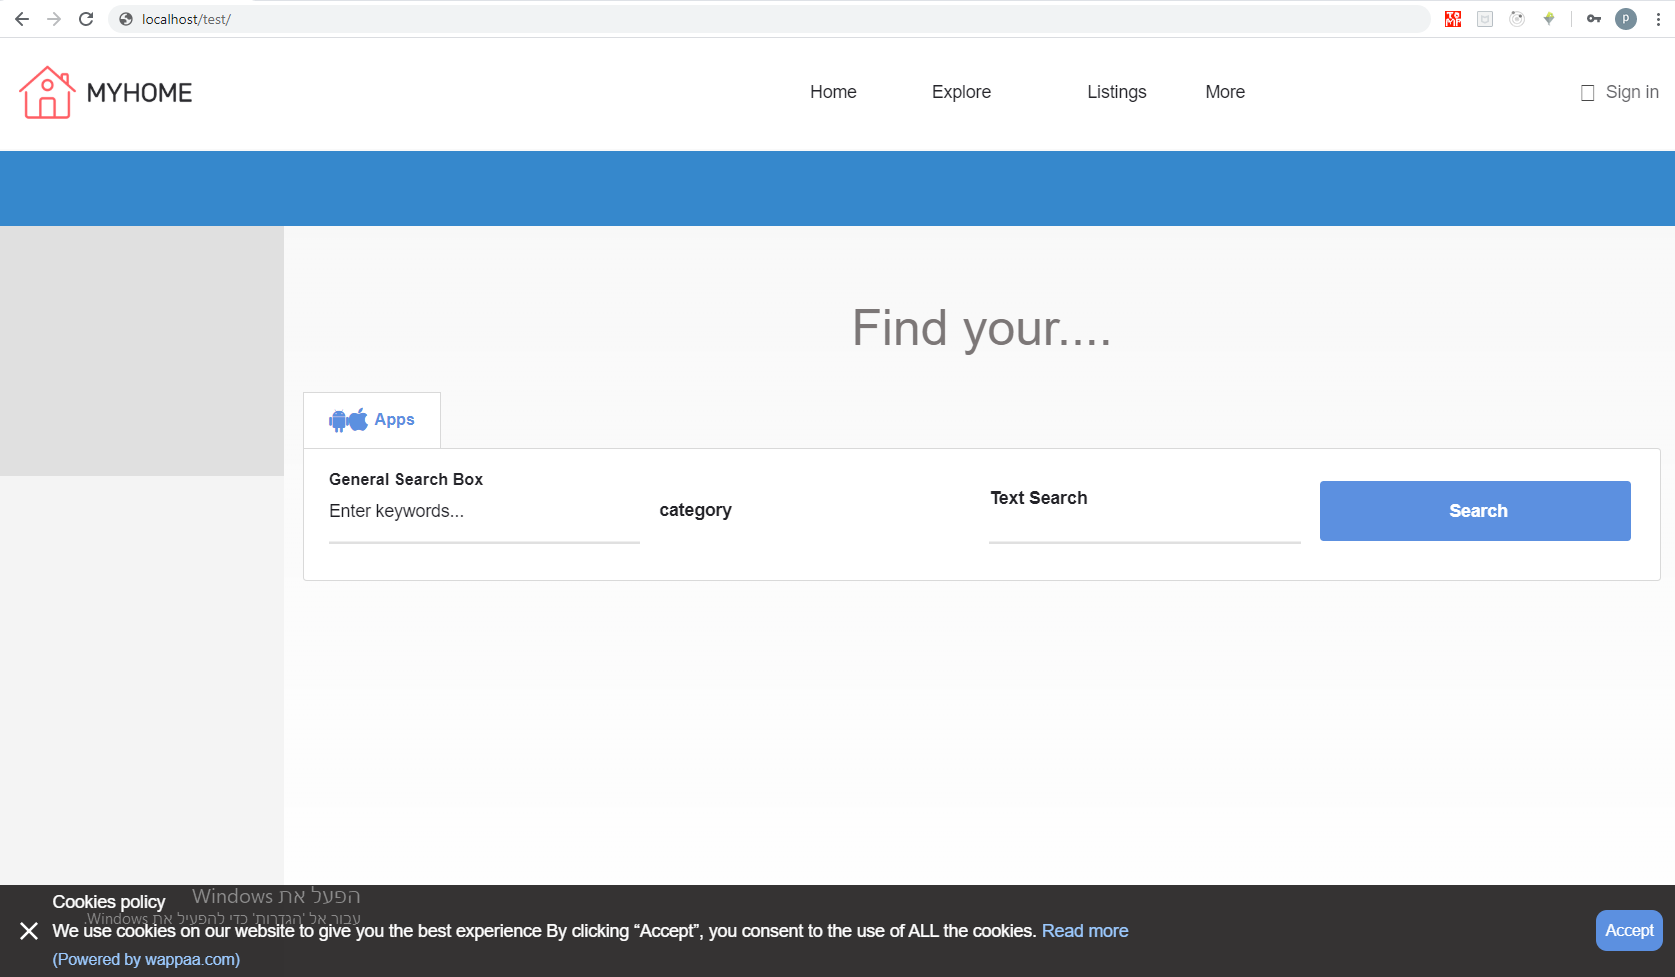 localhost/test/
TO
MP
P
MYHOME
Home
Explore
Listings
More
Sign in
Find your....
Apps
General Search Box
Enter keywords...
category
Text Search
Search
Cookies policy
הפעל את Windows
עבור אל 'הגדרות' כדי להפעיל את Windows.
We use cookies on our website to give you the best experience By clicking “Accept”, you consent to the use of ALL the cookies. Read more
(Powered by wappaa.com)
Accept